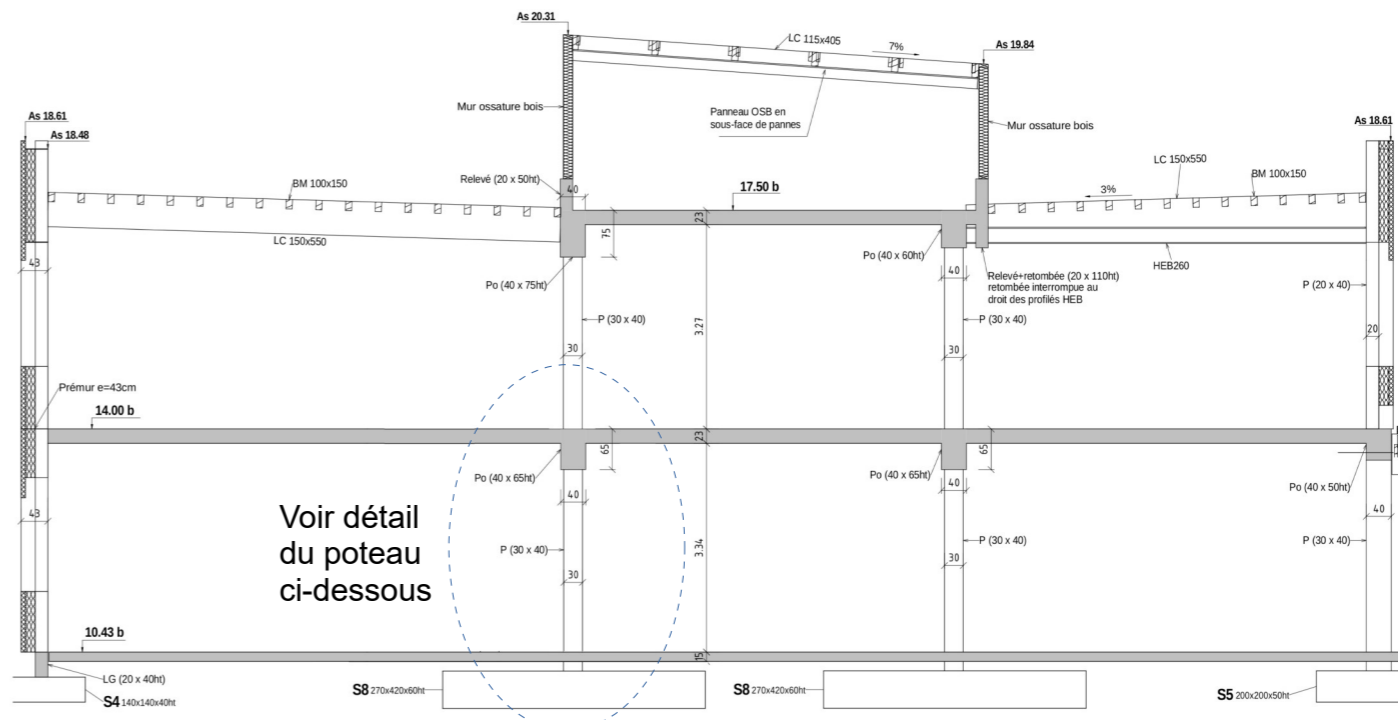 As 20.31
LC 115x405
7%
As 19.84
Mur ossature bois
Panneau OSB en
sous-face de pannes
Mur ossature bois
As 18.61
As 18.48
As 18.61
BM 100x150
Relevé (20 x 50ht)
40
17.50 b
LC 150x550
3%
BM 100x150
23
75
LC 150x550
43
Po (40 x 75ht)
Po (40 x 60ht)
40
Relevé+retombée (20 x 110ht)
retombée interrompue au
droit des profilés HEB
HEB260
P (20 x 40)
P (30 x 40)
3.27
P (30 x 40)
20
30
30
Prémur e=43cm
14.00 b
23
65
65
Po (40 x 65ht)
Po (40 x 65ht)
Po (40 x 50ht)
40
40
40
43
Voir détail
du poteau
ci-dessous
P (30 x 40)
3.34
P (30 x 40)
P (30 x 40)
30
30
10.43 b
15
LG (20 x 40ht)
S4 140x140x40ht
S8 270x420x60ht
S8 270x420x60ht
S5 200x200x50ht